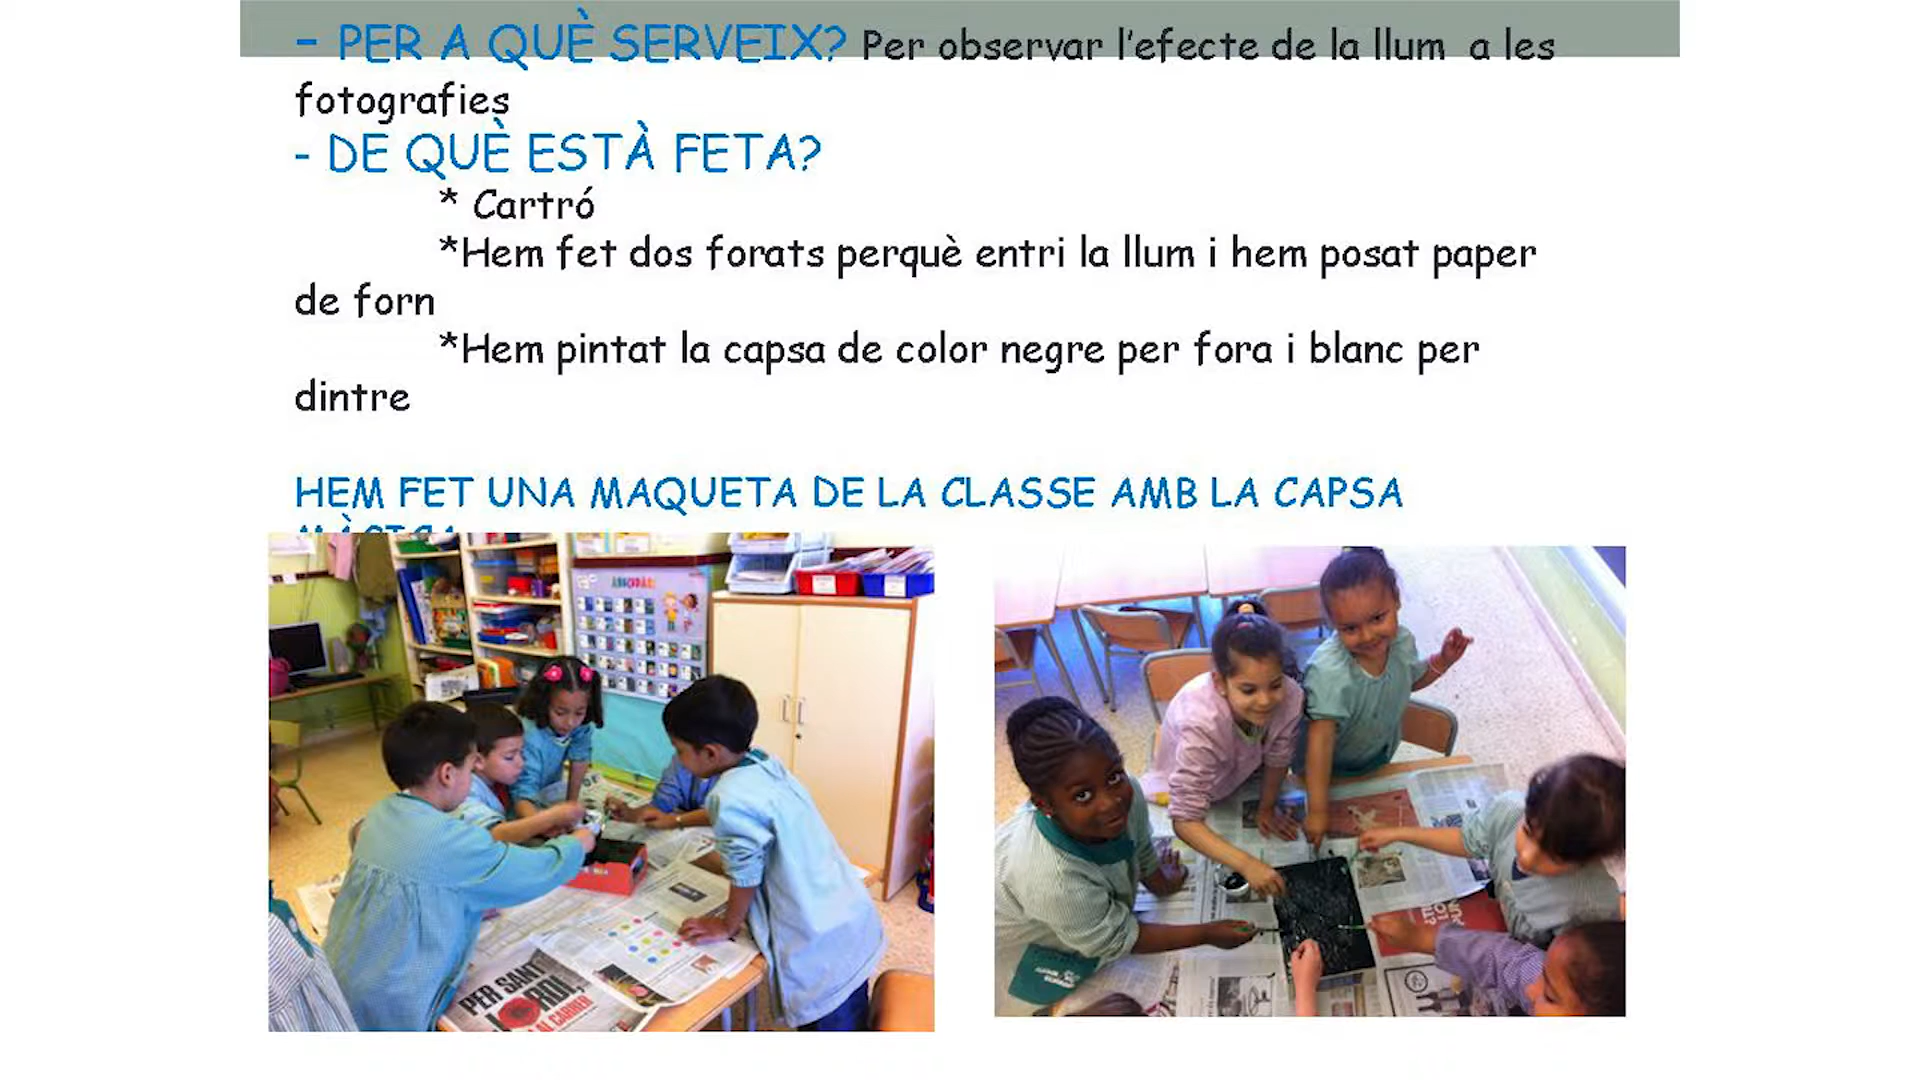 - PER A QUÈ SERVEIX? Per observar l'efecte de la llum a les
fotografies
- DE QUÈ ESTÀ FETA?
* Cartró
*Hem fet dos forats perquè entri la llum i hem posat paper
de forn
*Hem pintat la capsa de color negre per fora i blanc per
dintre
HEM FET UNA MAQUETA DE LA CLASSE AMB LA CAPSA
PER SANT
JORDI,
AL CARRER